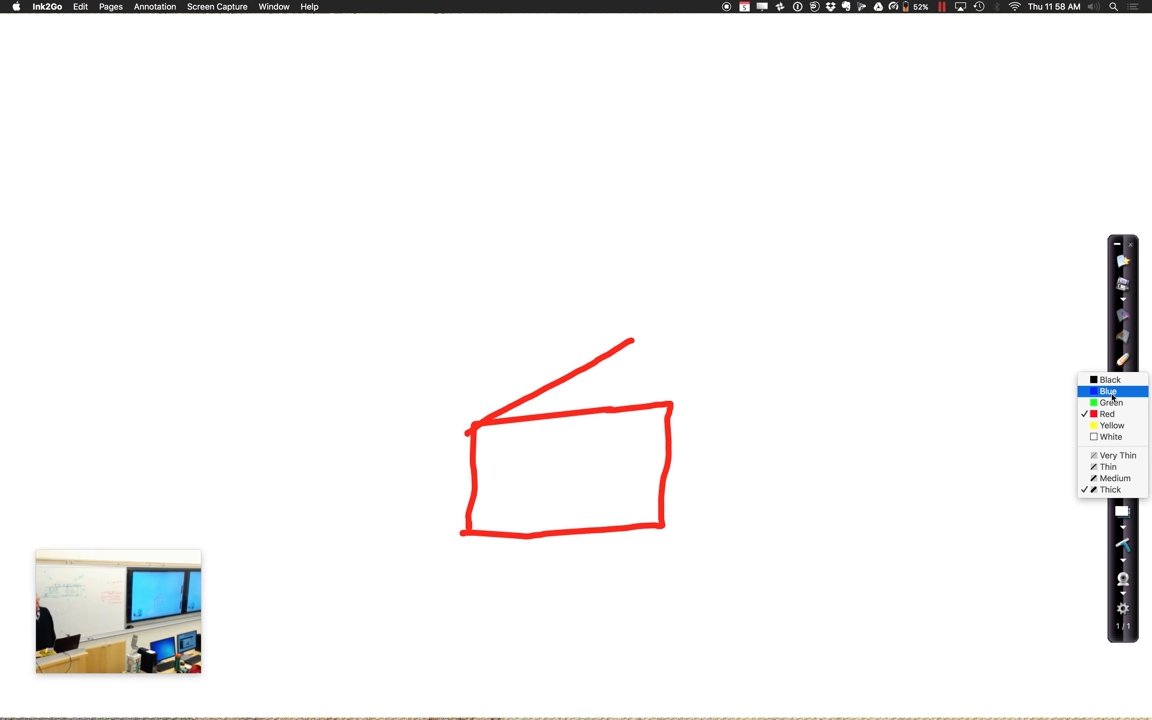 Ink2Go Edit Pages Annotation Screen Capture Window Help 5 52% Thu 11 58 AM
Black
Blue
Green
Red
Yellow
White
Very Thin
Thin
Medium
Thick
1 / 1